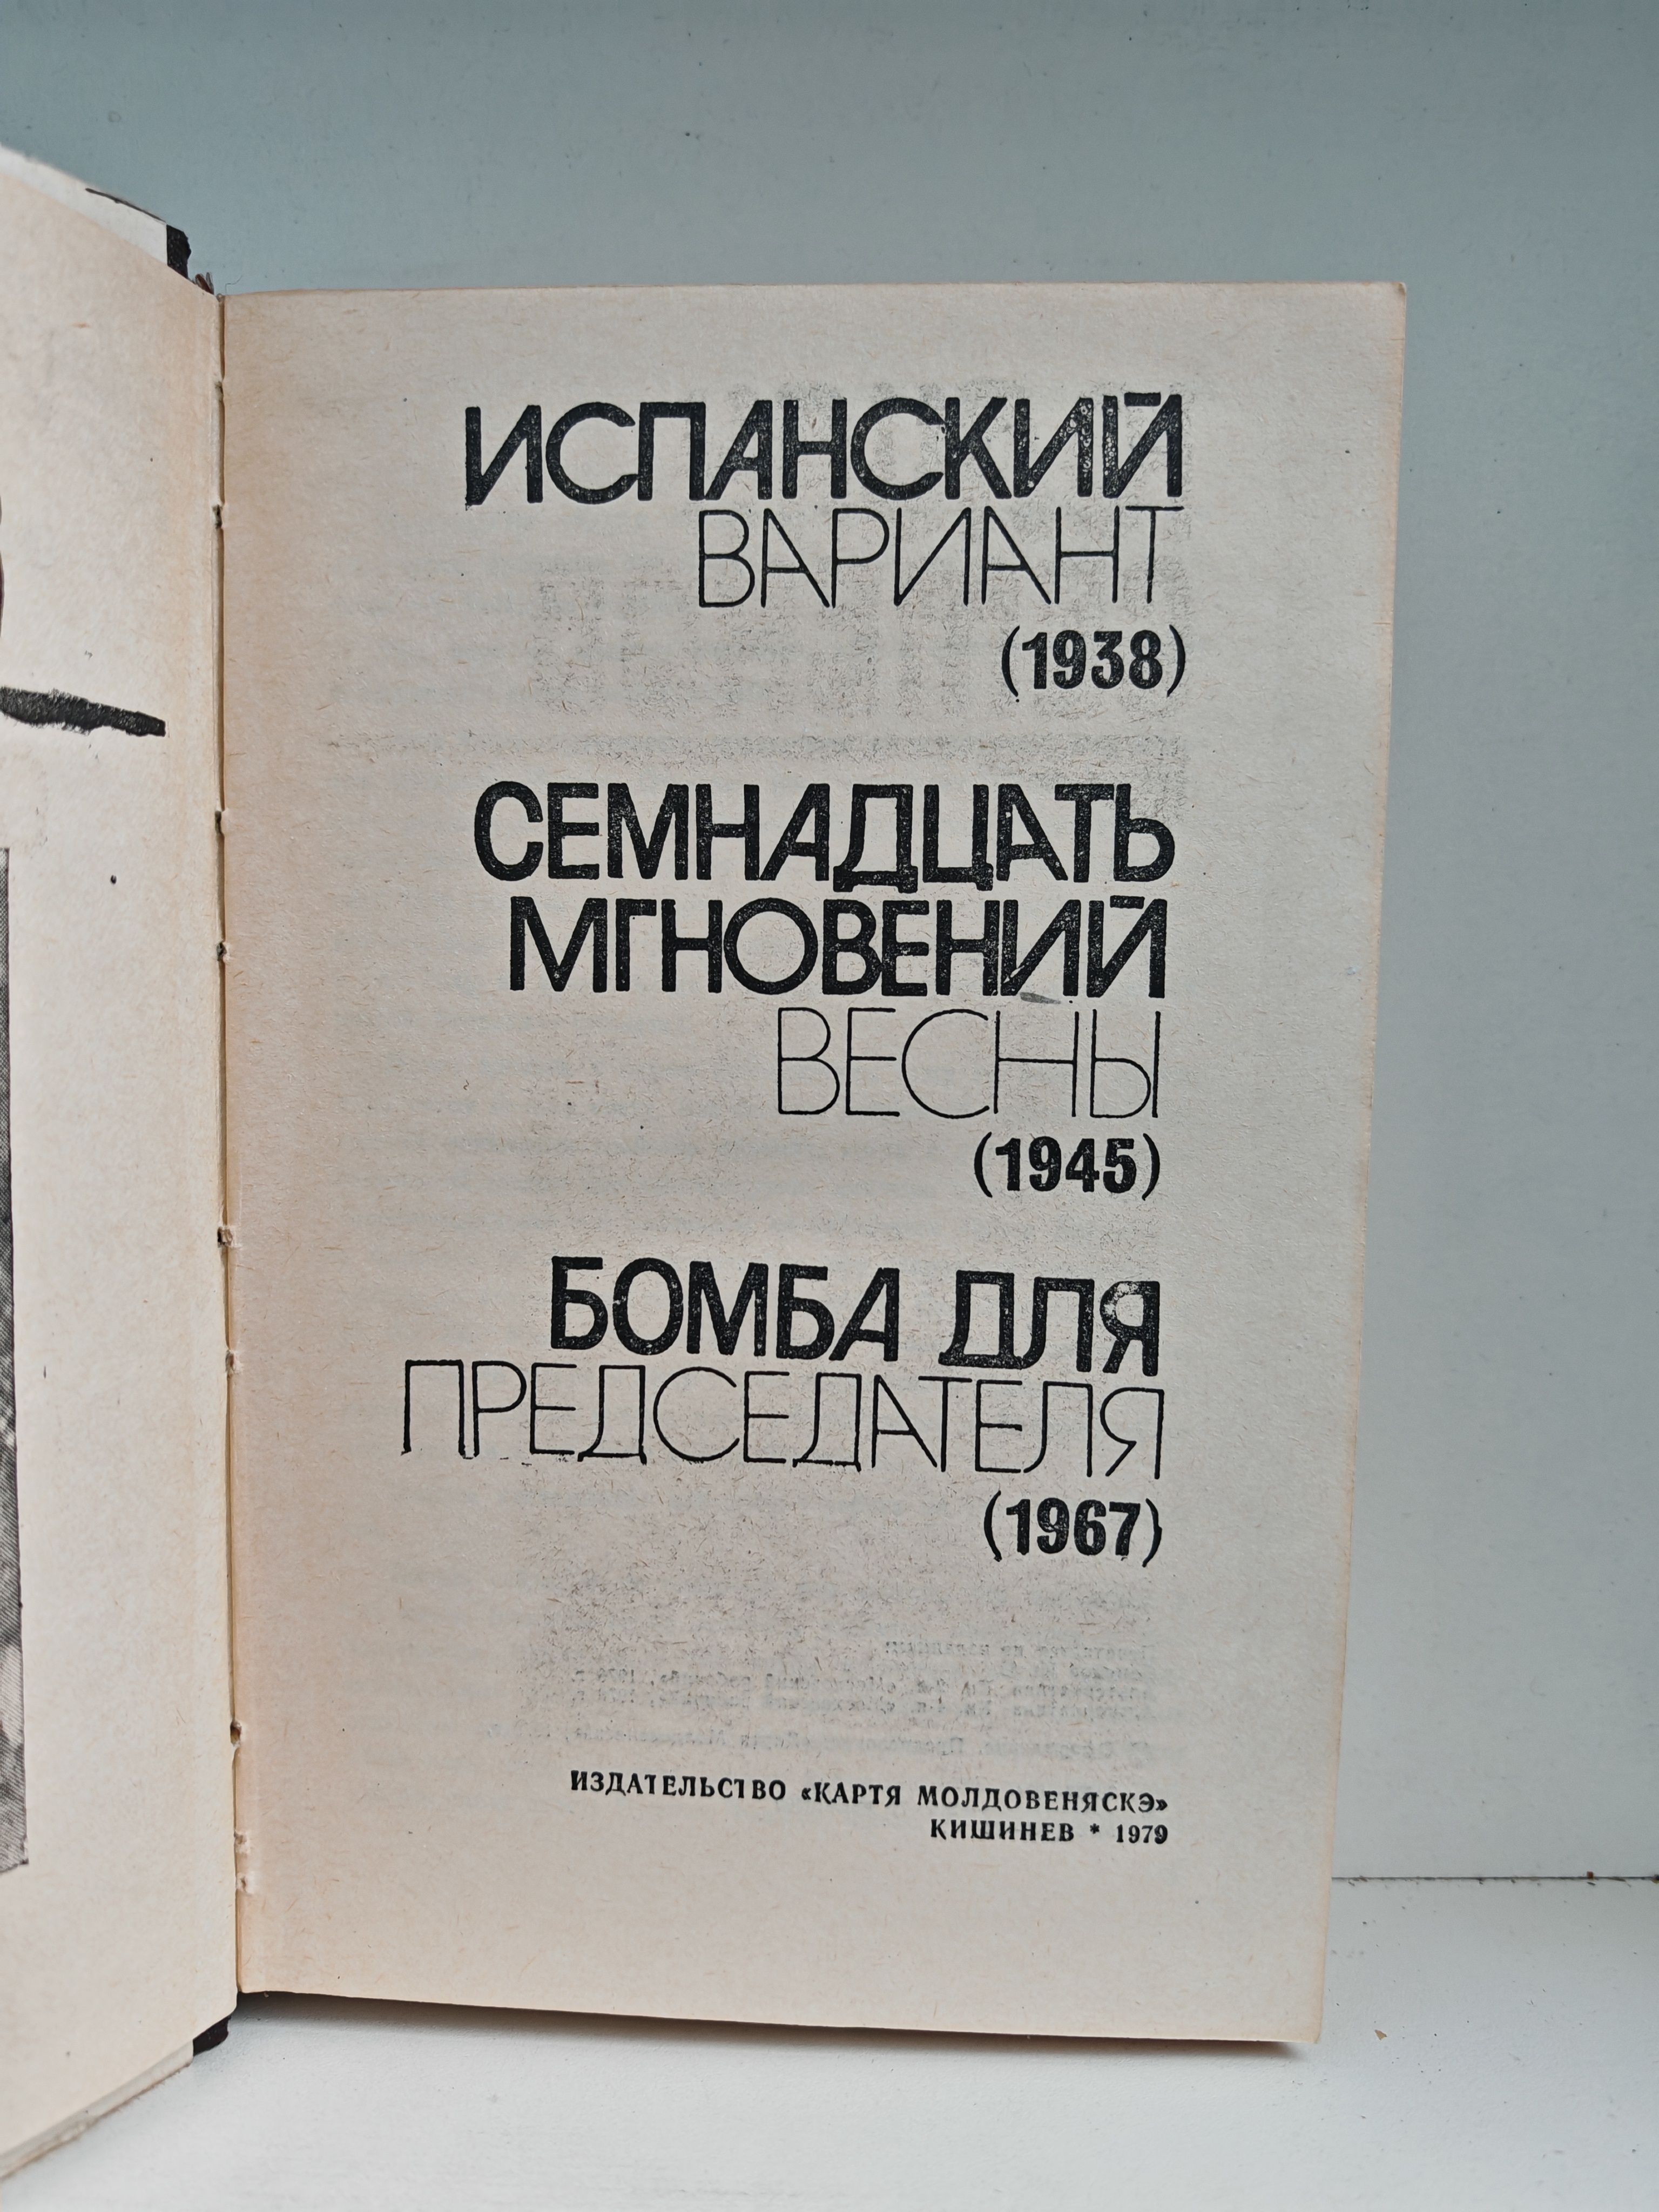 ИСПАНСКИЙ
ВАРИАНТ
(1938)
СЕМНАДЦАТЬ
МГНОВЕНИЙ
ВЕСНЫ
(1945)
БОМБА ДЛЯ
ПРЕДСЕДАТЕЛЯ
(1967)
ИЗДАТЕЛЬСТВО «КАРТЯ МОЛДОВЕНЯСКЭ»
КИШИНЕВ * 1979